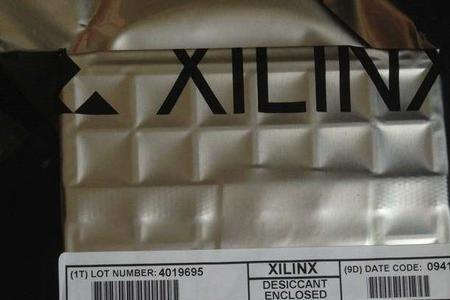 XILINX
(1T) LOT NUMBER: 4019695
XILINX
DESICCANT
ENCLOSED
(9D) DATE CODE: 0941